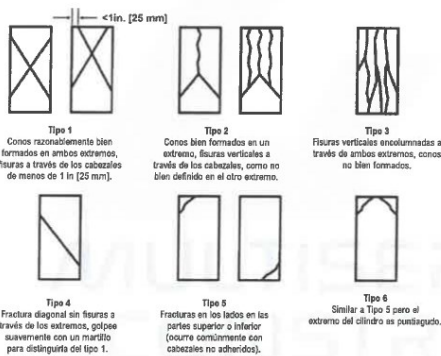 <1in. [25 mm]
Tipo 1
Conos razonablemente bien
formados en ambos extremos,
fisuras a través de los cabezales
de menos de 1 in [25 mm].
Tipo 2
Conos bien formados en un
extremo, fisuras verticales a
través de los cabezales, como no
bien definido en el otro extremo.
Tipo 3
Fisuras verticales encolumnadas a
través de ambos extremos, conos
no bien formados.
Tipo 4
Fractura diagonal sin fisuras a
través de los extremos, golpee
suavemente con un martillo
para distinguirla del tipo 1.
Tipo 5
Fracturas en los lados en las
partes superior o inferior
(ocurre comúnmente con
cabezales no adheridos).
Tipo 6
Similar a Tipo 5 pero el
extremo del cilindro es puntiagudo.